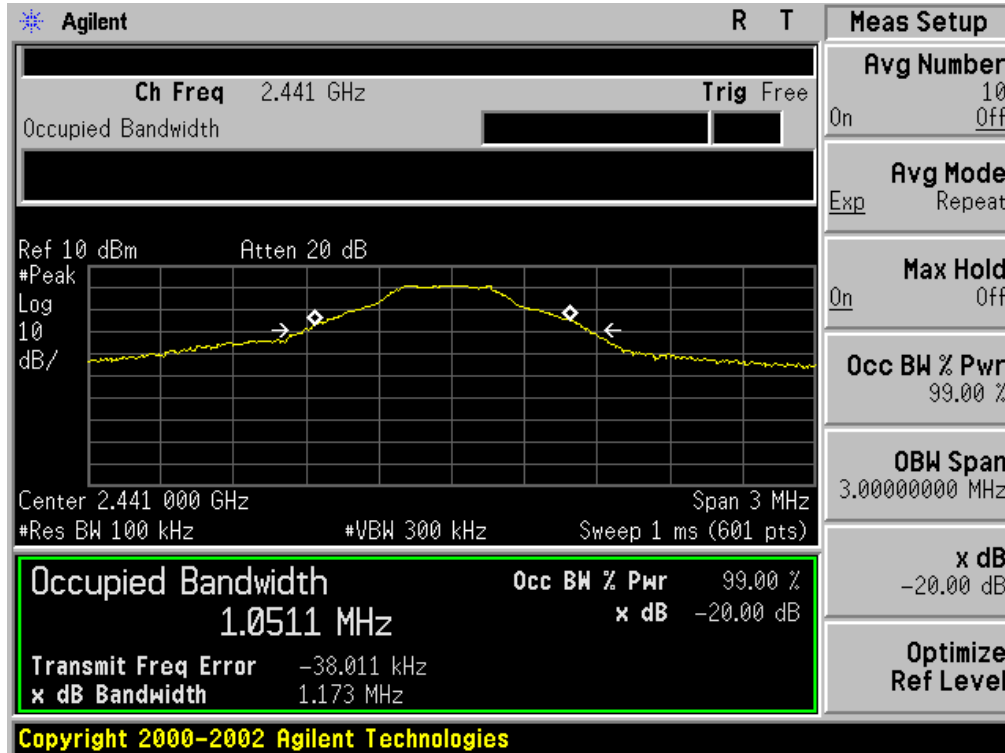 Agilent R T
Meas Setup
Ch Freq 2.441 GHz Trig Free
Occupied Bandwidth
Ref 10 dBm Atten 20 dB
#Peak
Log
10
dB/
Center 2.441 000 GHz Span 3 MHz
#Res BW 100 kHz #VBW 300 kHz Sweep 1 ms (601 pts)
Occupied Bandwidth
1.0511 MHz
Occ BW % Pwr 99.00 %
x dB -20.00 dB
Transmit Freq Error -38.011 kHz
x dB Bandwidth 1.173 MHz
Avg Number
10
On Off
Avg Mode
Exp Repeat
Max Hold
On Off
Occ BW % Pwr
99.00 %
OBW Span
3.00000000 MHz
x dB
-20.00 dB
Optimize
Ref Level
Copyright 2000-2002 Agilent Technologies